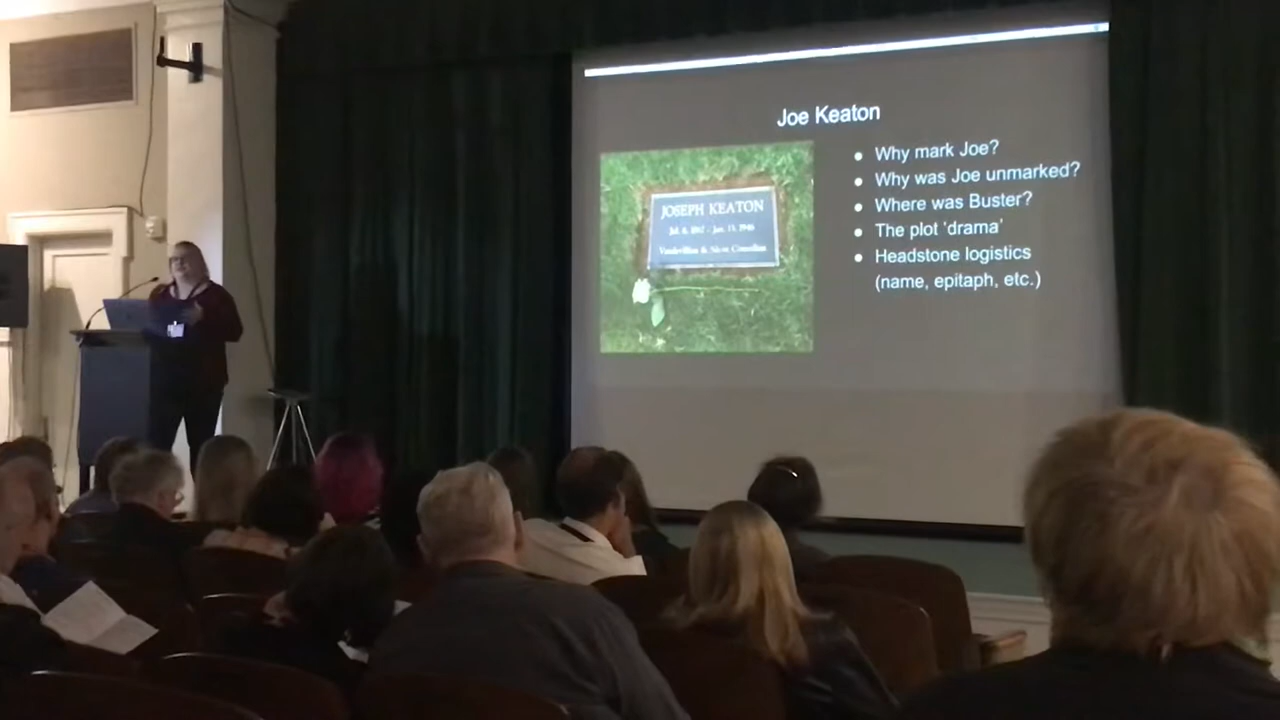 Joe Keaton
JOSEPH KEATON
Vaudevillian & Silent Comedian
• Why mark Joe?
• Why was Joe unmarked?
• Where was Buster?
• The plot ‘drama’
• Headstone logistics
(name, epitaph, etc.)